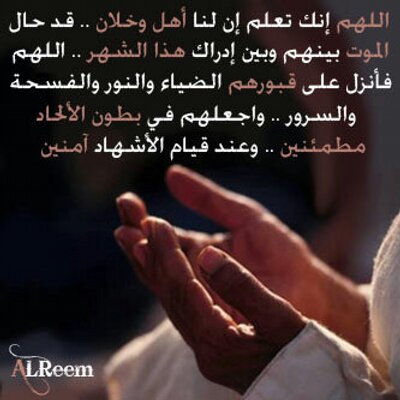 اللهم إنك تعلم إن لنا أهل وخلان .. قد حال
الموت بينهم وبين إدراك هذا الشهر .. اللهم
فأنزل على قبورهم الضياء والنور والفسحة
والسرور .. واجعلهم في بطون الألحاد
مطمئنين .. وعند قيام الأشهاد آمنين
ALReem